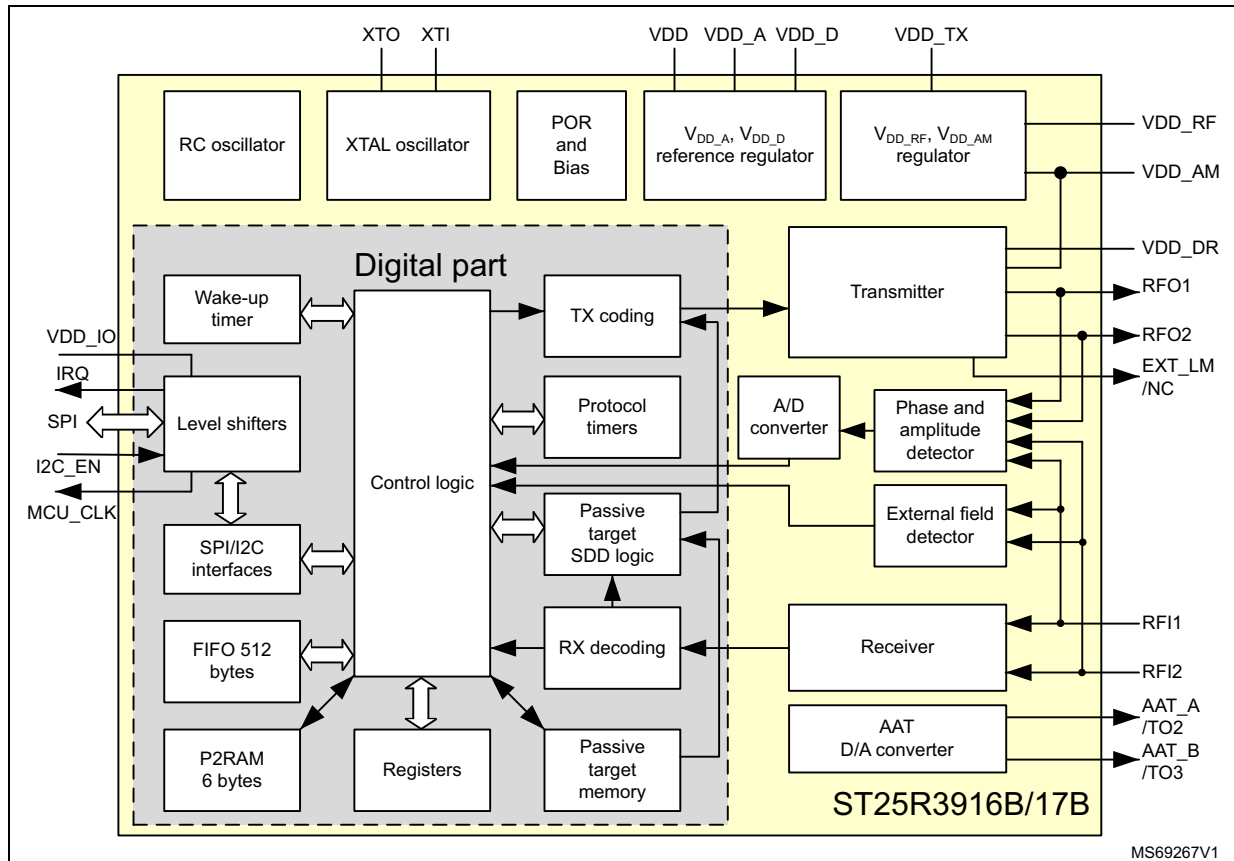 XTO
XTI
VDD
VDD_A
VDD_D
VDD_TX
RC oscillator
XTAL oscillator
POR
and
Bias
VDD_A, VDD_D
reference regulator
VDD_RF, VDD_AM
regulator
VDD_RF
VDD_AM
VDD_DR
RFO1
RFO2
EXT_LM
/NC
Digital part
Wake-up
timer
TX coding
Transmitter
VDD_IO
IRQ
SPI
I2C_EN
MCU_CLK
Level shifters
Control logic
Protocol
timers
A/D
converter
Phase and
amplitude
detector
SPI/I2C
interfaces
Passive
target
SDD logic
External field
detector
FIFO 512
bytes
RX decoding
Receiver
RFI1
RFI2
P2RAM
6 bytes
Registers
Passive
target
memory
AAT
D/A converter
AAT_A
/TO2
AAT_B
/TO3
ST25R3916B/17B
MS69267V1